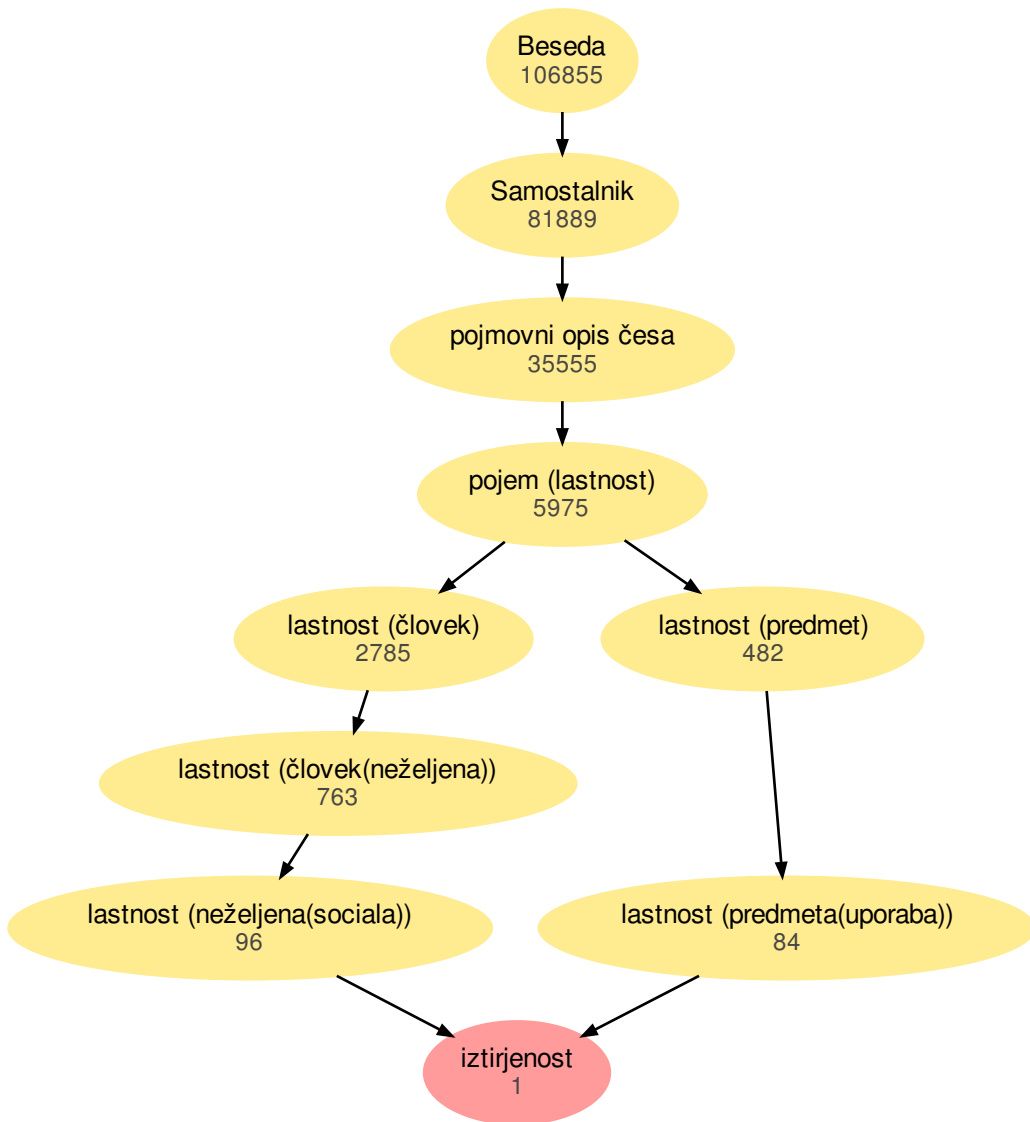 Beseda
106855
Samostalnik
81889
pojmovni opis česa
35555
pojem (lastnost)
5975
lastnost (človek)
2785
lastnost (predmet)
482
lastnost (človek(neželjena))
763
lastnost (neželjena(sociala))
96
lastnost (predmeta(uporaba))
84
iztirjenost
1